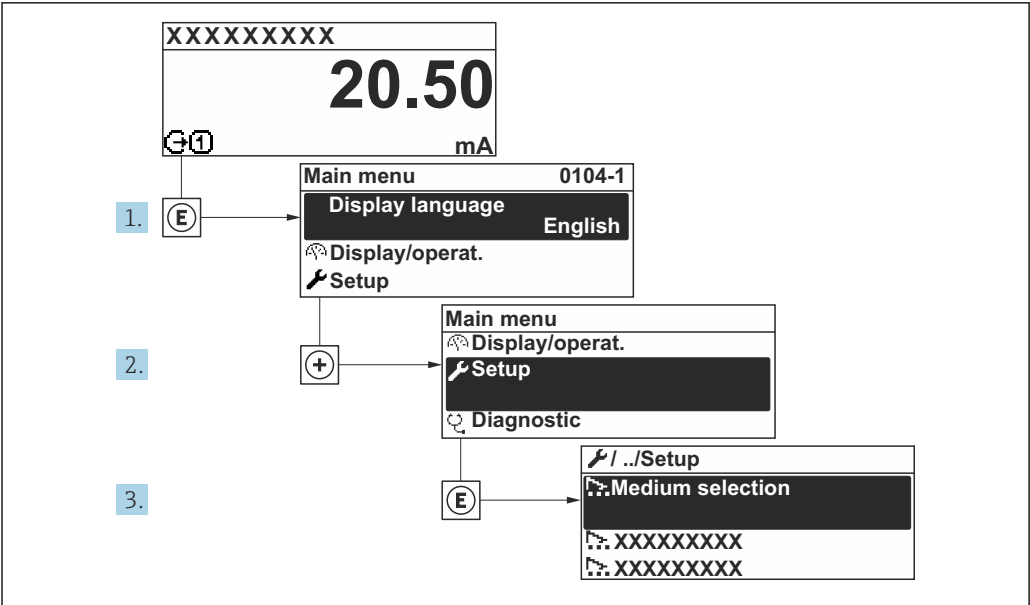 XXXXXXXXX
20.50
1
mA
Main menu 0104-1
1. E Display language
English
Display/operat.
Setup
Main menu
Display/operat.
2. + Setup
Diagnostic
/ ../Setup
3. E Medium selection
XXXXXXXXX
XXXXXXXXX